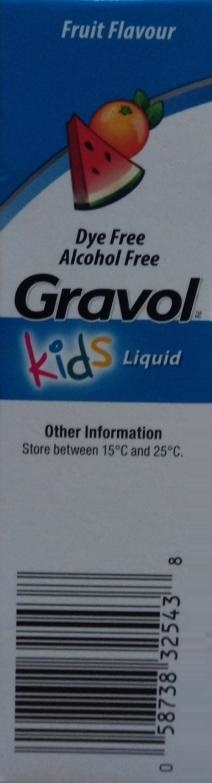 Fruit Flavour
Dye Free
Alcohol Free
Gravol
kids Liquid
Other Information
Store between 15°C and 25°C.
0 58738 32543 8